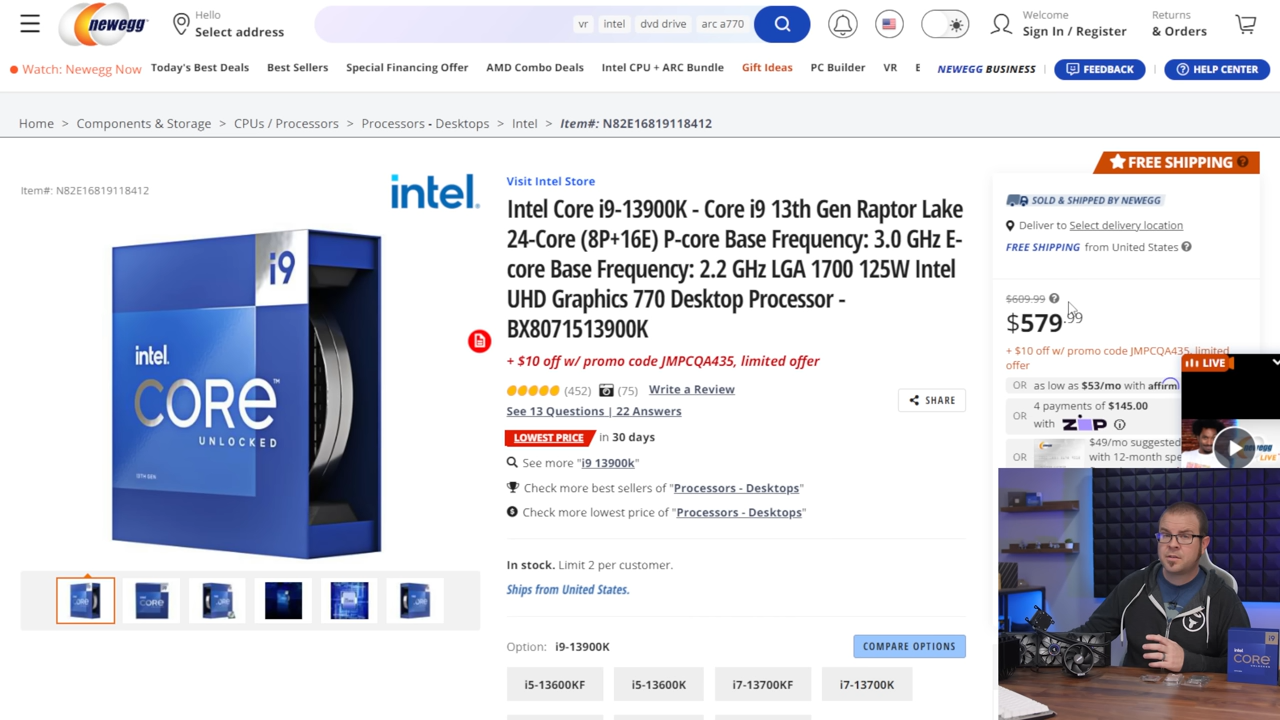 newegg
Hello
Select address
vr
intel
dvd drive
arc a770
Welcome
Sign In / Register
Returns
& Orders
Watch: Newegg Now
Today's Best Deals
Best Sellers
Special Financing Offer
AMD Combo Deals
Intel CPU + ARC Bundle
Gift Ideas
PC Builder
VR
E
NEWEGG BUSINESS
FEEDBACK
HELP CENTER
Home > Components & Storage > CPUs / Processors > Processors - Desktops > Intel > Item#: N82E16819118412
FREE SHIPPING
Item#: N82E16819118412
intel.
Visit Intel Store
Intel Core i9-13900K - Core i9 13th Gen Raptor Lake
24-Core (8P+16E) P-core Base Frequency: 3.0 GHz E-
core Base Frequency: 2.2 GHz LGA 1700 125W Intel
UHD Graphics 770 Desktop Processor -
BX8071513900K
+ $10 off w/ promo code JMPCQA435, limited offer
(452)
(75)
Write a Review
See 13 Questions | 22 Answers
SHARE
LOWEST PRICE in 30 days
See more "i9 13900k"
Check more best sellers of "Processors - Desktops"
Check more lowest price of "Processors - Desktops"
In stock. Limit 2 per customer.
Ships from United States.
Option: i9-13900K
COMPARE OPTIONS
i5-13600KF
i5-13600K
i7-13700KF
i7-13700K
i9
intel.
CORE™
UNLOCKED
13TH GEN
SOLD & SHIPPED BY NEWEGG
Deliver to Select delivery location
FREE SHIPPING from United States
$609.99
$579.99
+ $10 off w/ promo code JMPCQA435, limited
offer
OR as low as $53/mo with affirm
OR 4 payments of $145.00
with ZIP
OR $49/mo suggested
with 12-month spe
LIVE
newegg
LIVE
i9
intel
CORE